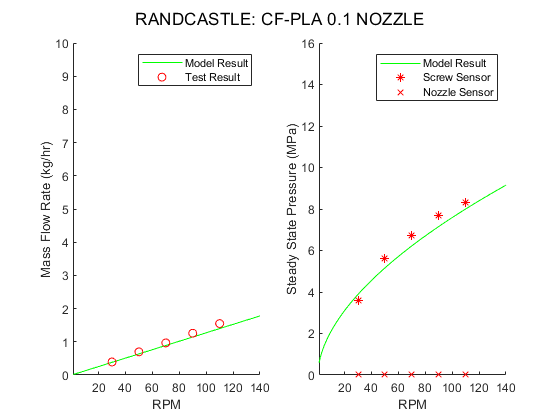 RANDCASTLE: CF-PLA 0.1 NOZZLE
Mass Flow Rate (kg/hr)
10
9
8
7
6
5
4
3
2
1
0
20 40 60 80 100 120 140
RPM
Model Result
Test Result
Steady State Pressure (MPa)
16
14
12
10
8
6
4
2
0
20 40 60 80 100 120 140
RPM
Model Result
Screw Sensor
Nozzle Sensor